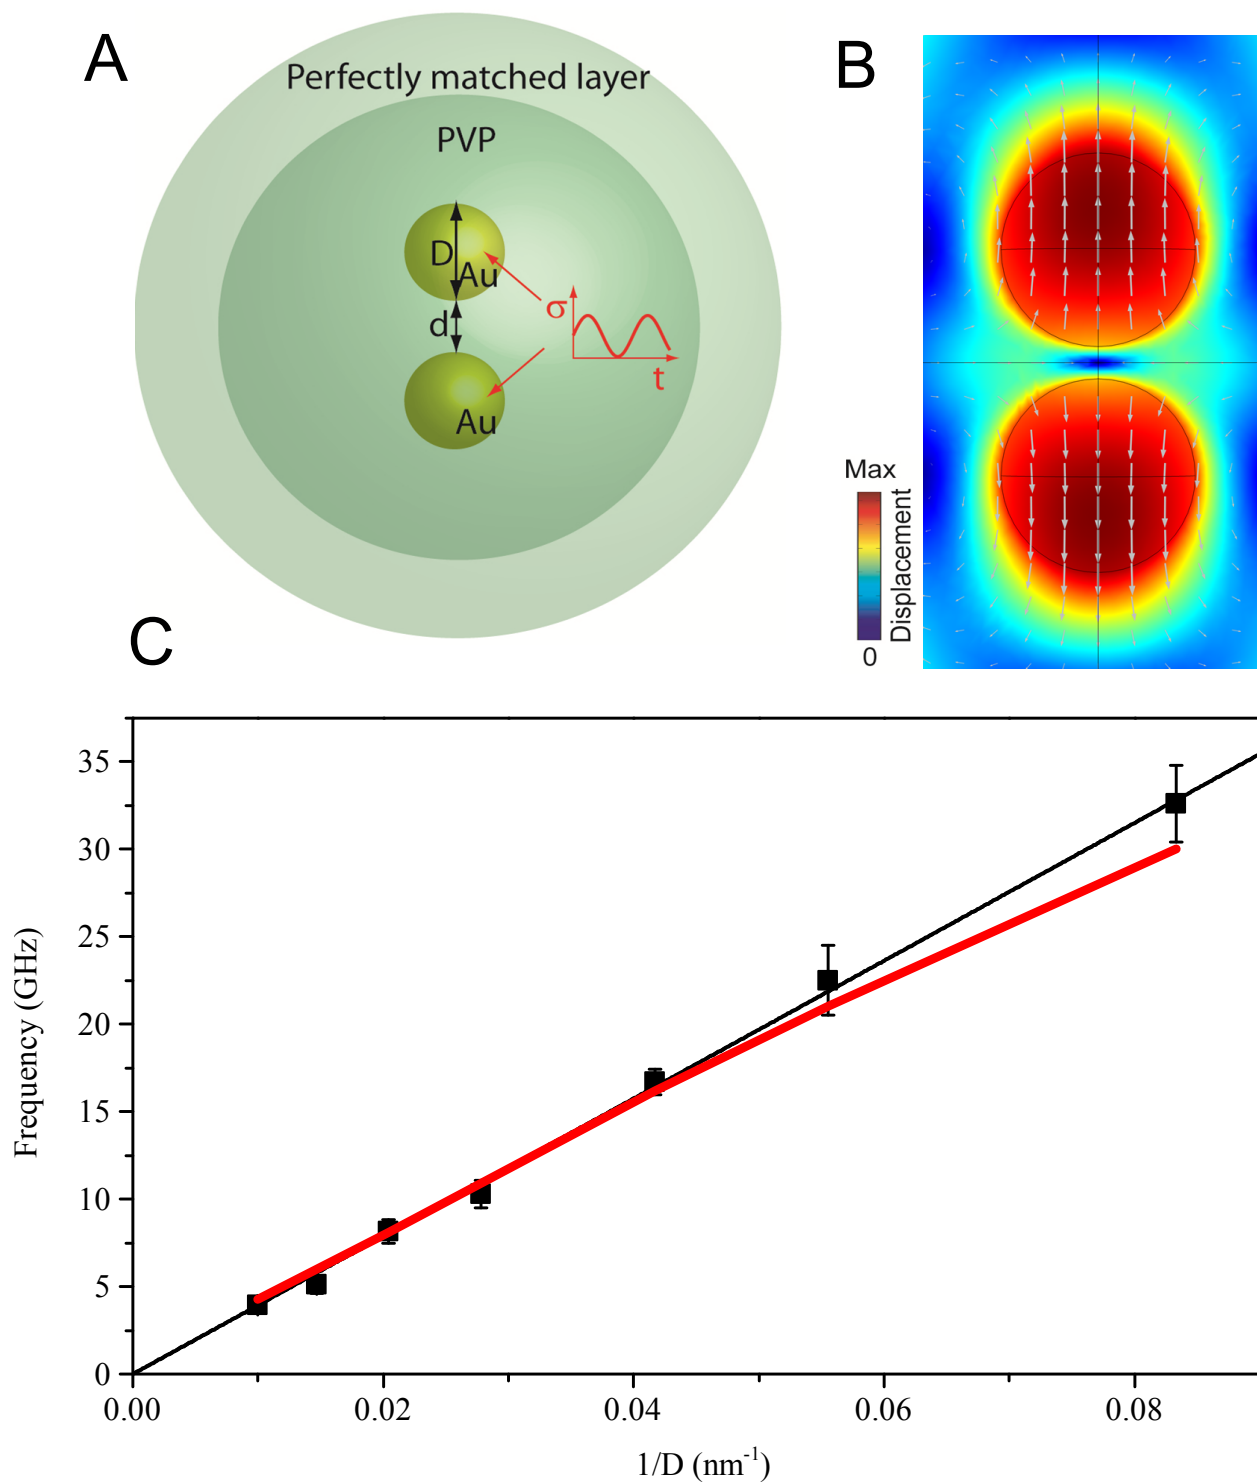 A
Perfectly matched layer
PVP
D
Au
d
σ
t
Au
B
Max
Displacement
0
C
35
30
25
20
15
10
5
0
Frequency (GHz)
0.00 0.02 0.04 0.06 0.08
1/D (nm⁻¹)